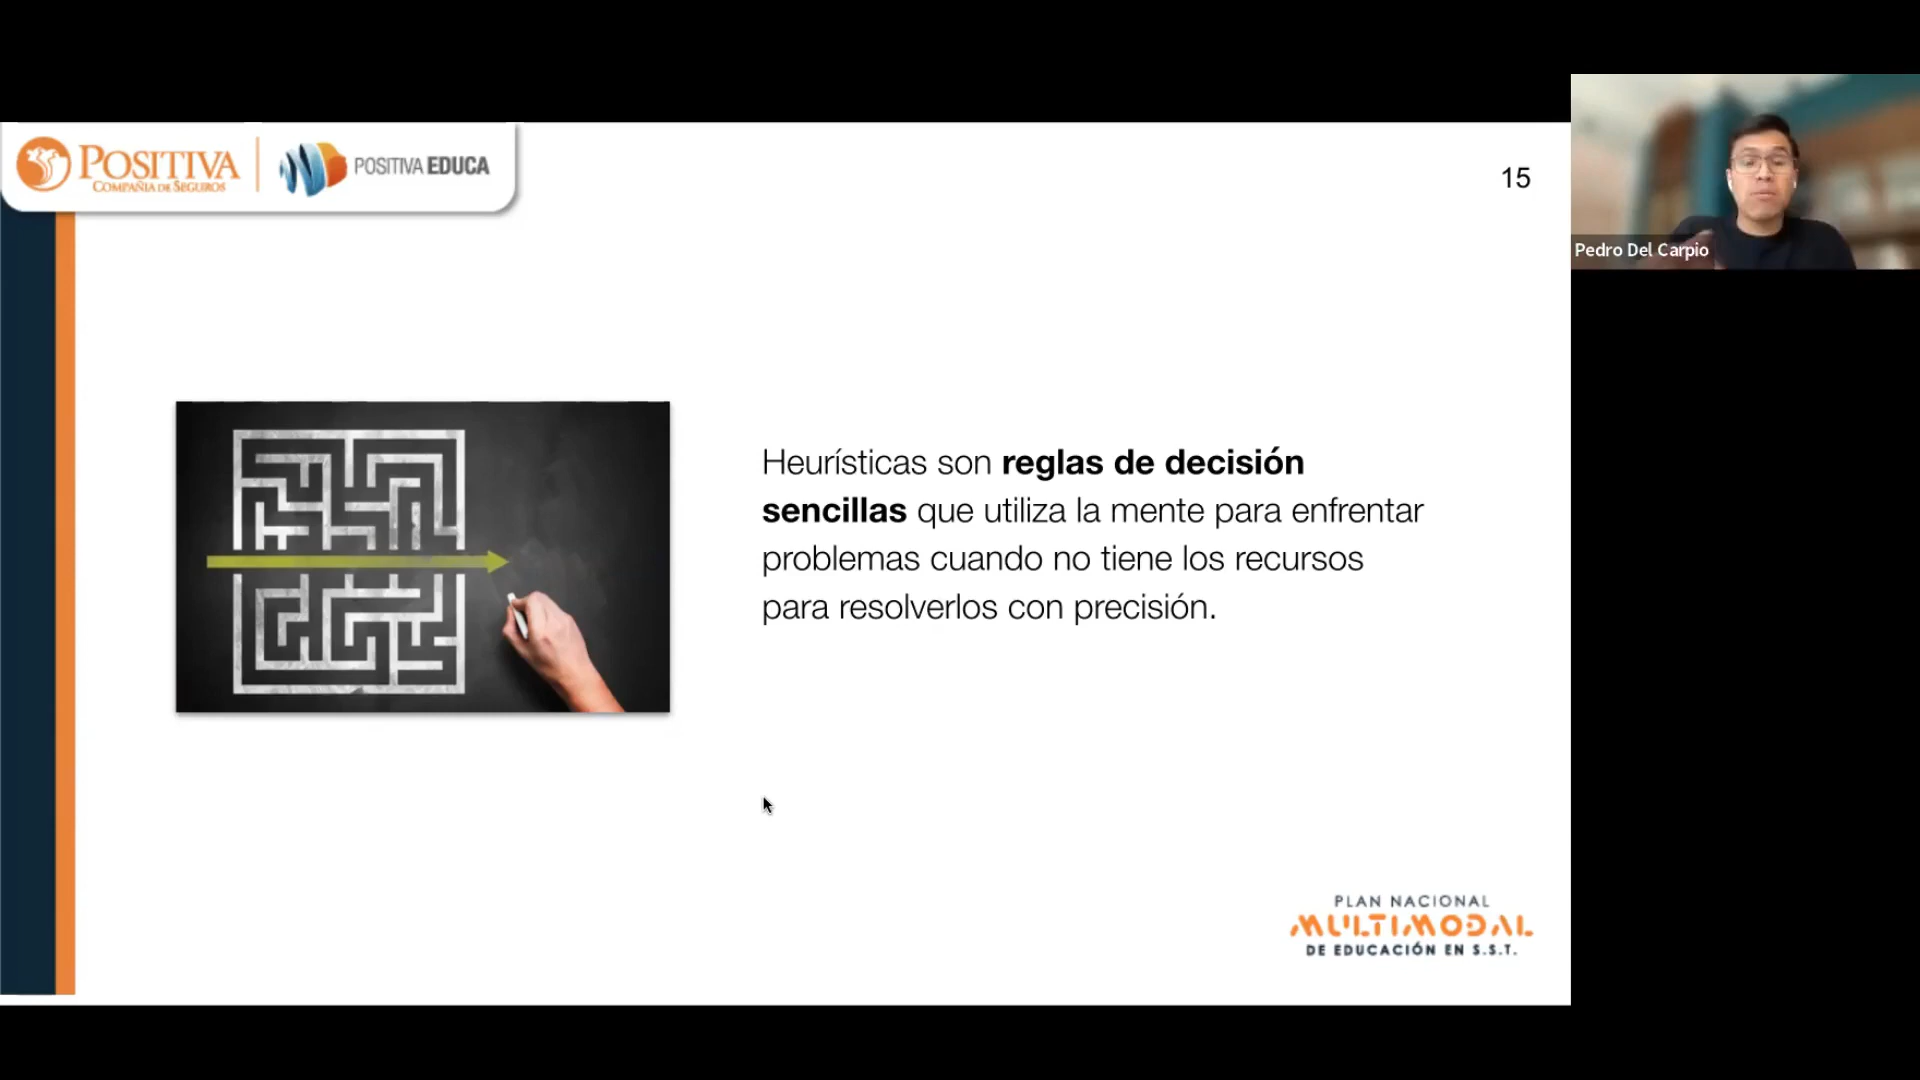 POSITIVA
COMPAÑIA DE SEGUROS
POSITIVA EDUCA
15
Pedro Del Carpio
Heurísticas son reglas de decisión
sencillas que utiliza la mente para enfrentar
problemas cuando no tiene los recursos
para resolverlos con precisión.
PLAN NACIONAL
MULTIMODAL
DE EDUCACIÓN EN S.S.T.